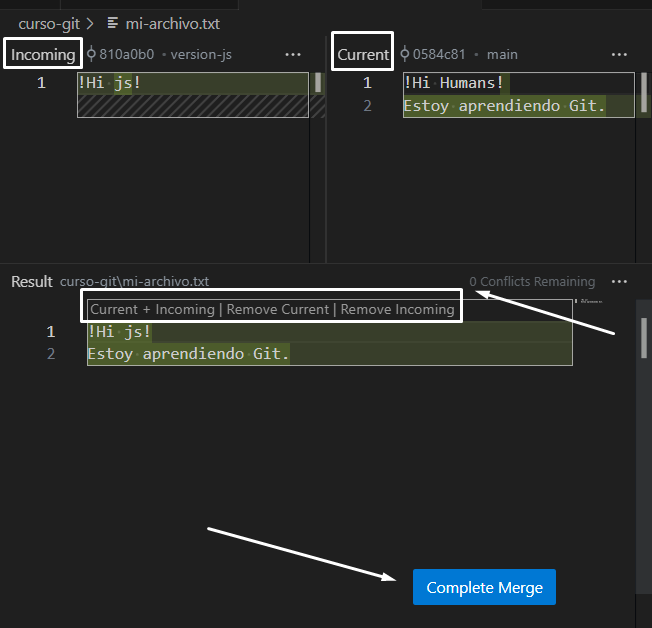 curso-git > mi-archivo.txt
Incoming 810a0b0 • version-js ...
1 !Hi js!
Current 0584c81 • main ...
1 !Hi Humans!
2 Estoy aprendiendo Git.
Result curso-git\mi-archivo.txt 0 Conflicts Remaining ...
Current + Incoming | Remove Current | Remove Incoming
1 !Hi js!
2 Estoy aprendiendo Git.
Complete Merge